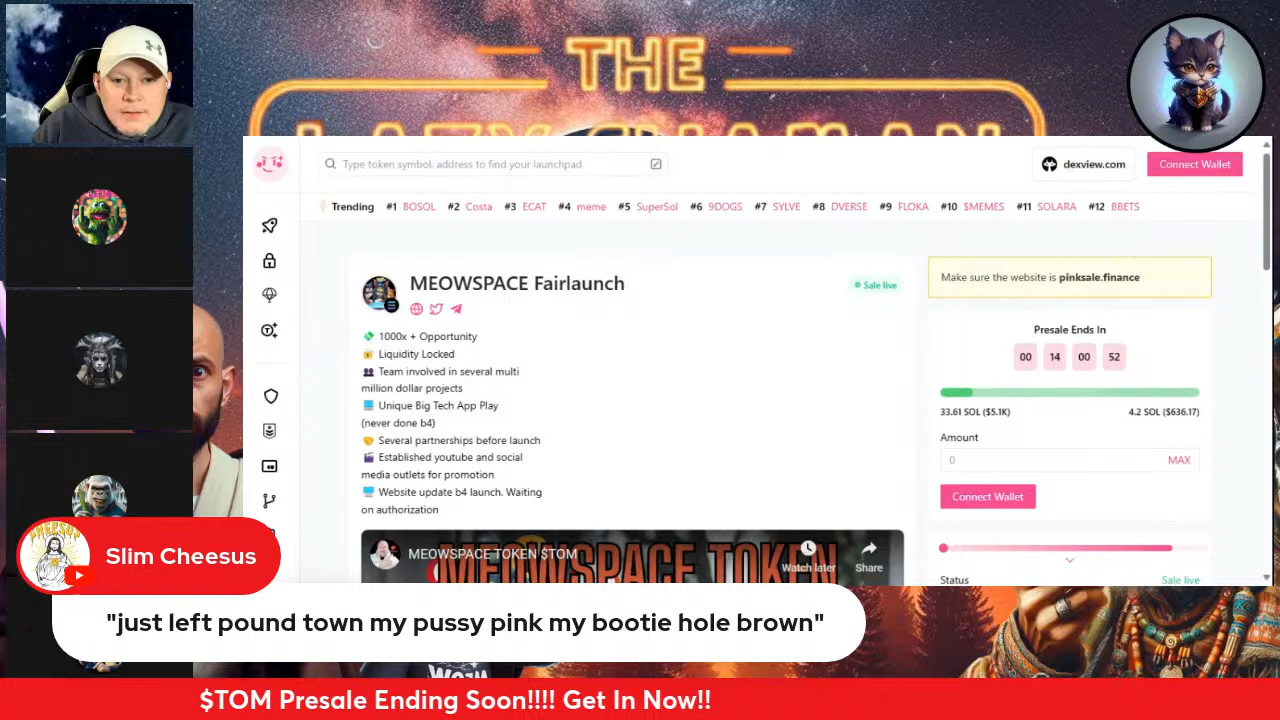 THE
LAZY SHAMAN
Type token symbol, address to find your launchpad
dexview.com
Connect Wallet
Trending #1 BOSOL #2 Costa #3 ECAT #4 meme #5 SuperSol #6 9DOGS #7 SYLVE #8 DVERSE #9 FLOKA #10 $MEMES #11 SOLARA #12 BBETS
MEOWSPACE Fairlaunch
Sale live
1000x + Opportunity
Liquidity Locked
Team involved in several multi
million dollar projects
Unique Big Tech App Play
(never done b4)
Several partnerships before launch
Established youtube and social
media outlets for promotion
Website update b4 launch. Waiting
on authorization
MEOWSPACE TOKEN $TOM
MEOWSPACE TOKEN
Watch later
Share
Make sure the website is pinksale.finance
Presale Ends In
00 14 00 52
33.61 SOL ($5.1K) 4.2 SOL ($636.17)
Amount
0 MAX
Connect Wallet
Status Sale live
CHEESUS
Slim Cheesus
"just left pound town my pussy pink my bootie hole brown"
$TOM Presale Ending Soon!!!! Get In Now!!